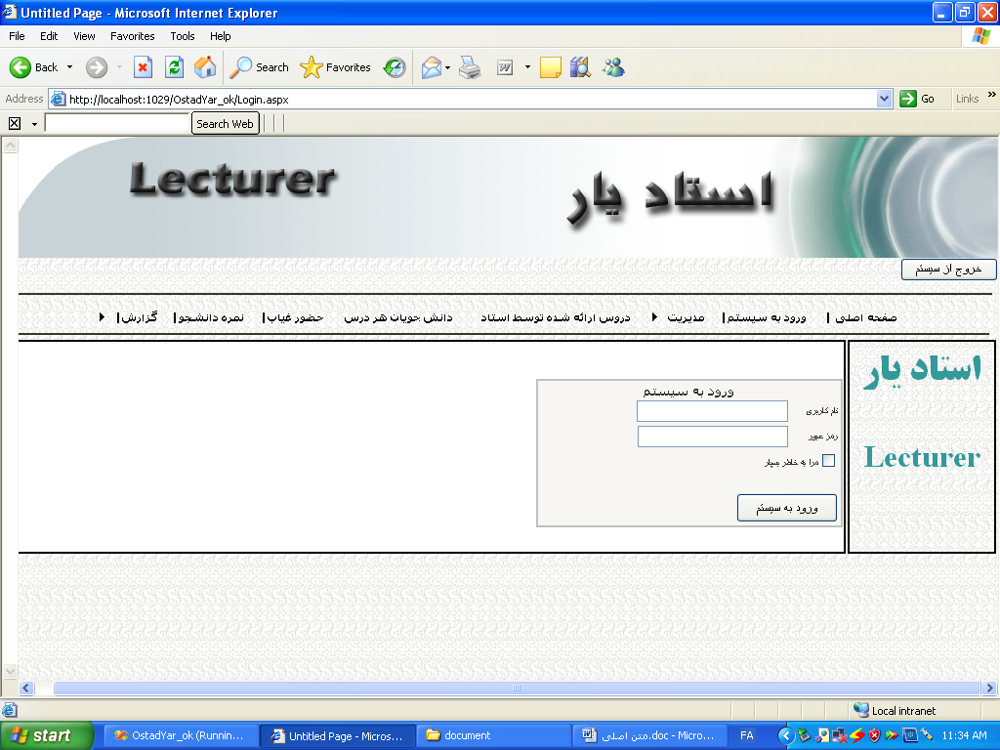 Untitled Page - Microsoft Internet Explorer
File Edit View Favorites Tools Help
Back Search Favorites
Address http://localhost:1029/OstadYar_ok/Login.aspx Go Links »
Search Web
Lecturer استاد یار
خروج از سیستم
صفحه اصلی | ورود به سیستم | مدیریت دروس ارائه شده توسط استاد دانش جویان هر درس حضور غیاب | نمره دانشجو | گزارش |
استاد یار
Lecturer
ورود به سیستم
نام کاربری
رمز عبور
مرا به خاطر بسپار
ورود به سیستم
Local intranet
start OstadYar_ok (Runnin... Untitled Page - Micros... document متن اصلی.doc - Micro... FA 11:34 AM